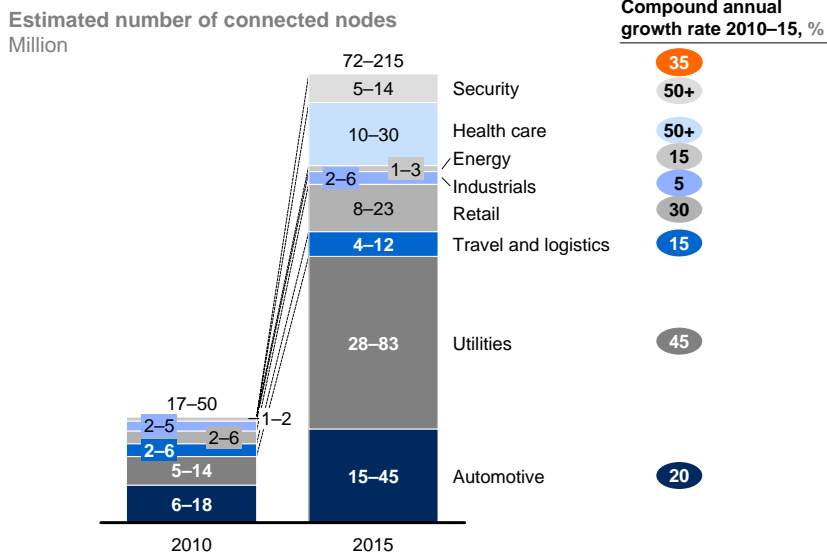 Estimated number of connected nodes
Million
Compound annual
growth rate 2010–15, %
72–215
35
5–14
Security
50+
10–30
Health care
50+
1–3
Energy
15
2–6
Industrials
5
8–23
Retail
30
4–12
Travel and logistics
15
28–83
Utilities
45
17–50
1–2
2–5
2–6
2–6
5–14
6–18
15–45
Automotive
20
2010
2015